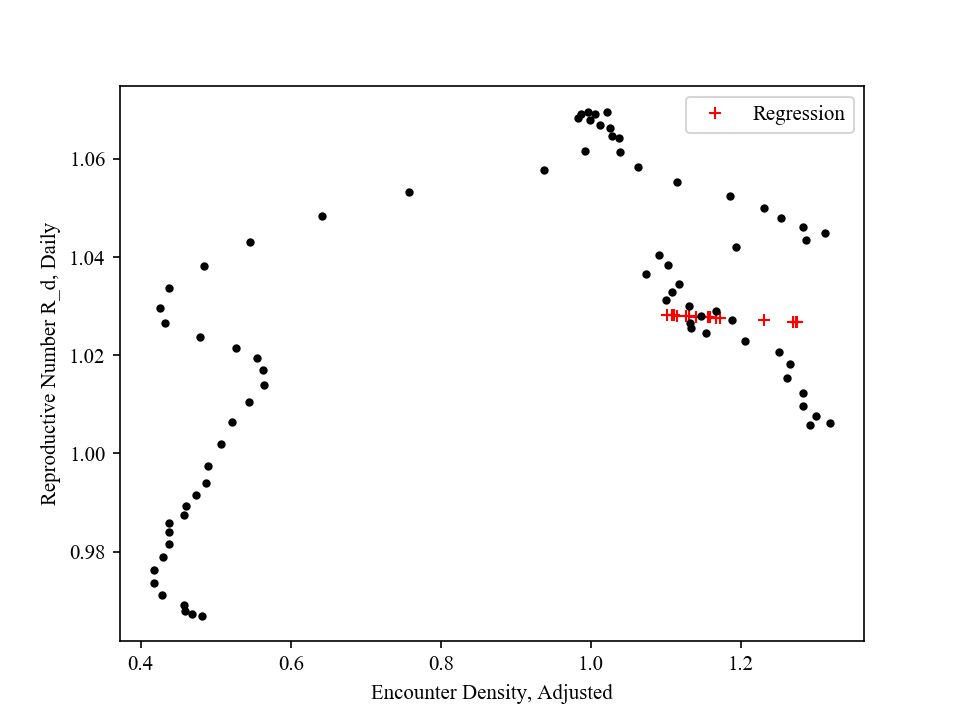 Regression
1.06
1.04
1.02
1.00
0.98
Reproductive Number R_d, Daily
0.4 0.6 0.8 1.0 1.2
Encounter Density, Adjusted